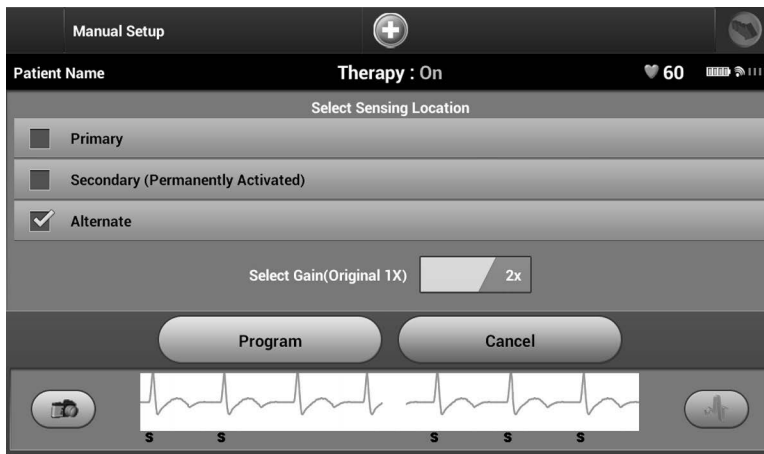 Manual Setup
Patient Name Therapy : On 60
Select Sensing Location
Primary
Secondary (Permanently Activated)
Alternate
Select Gain(Original 1X) 2x
Program Cancel
S S S S S